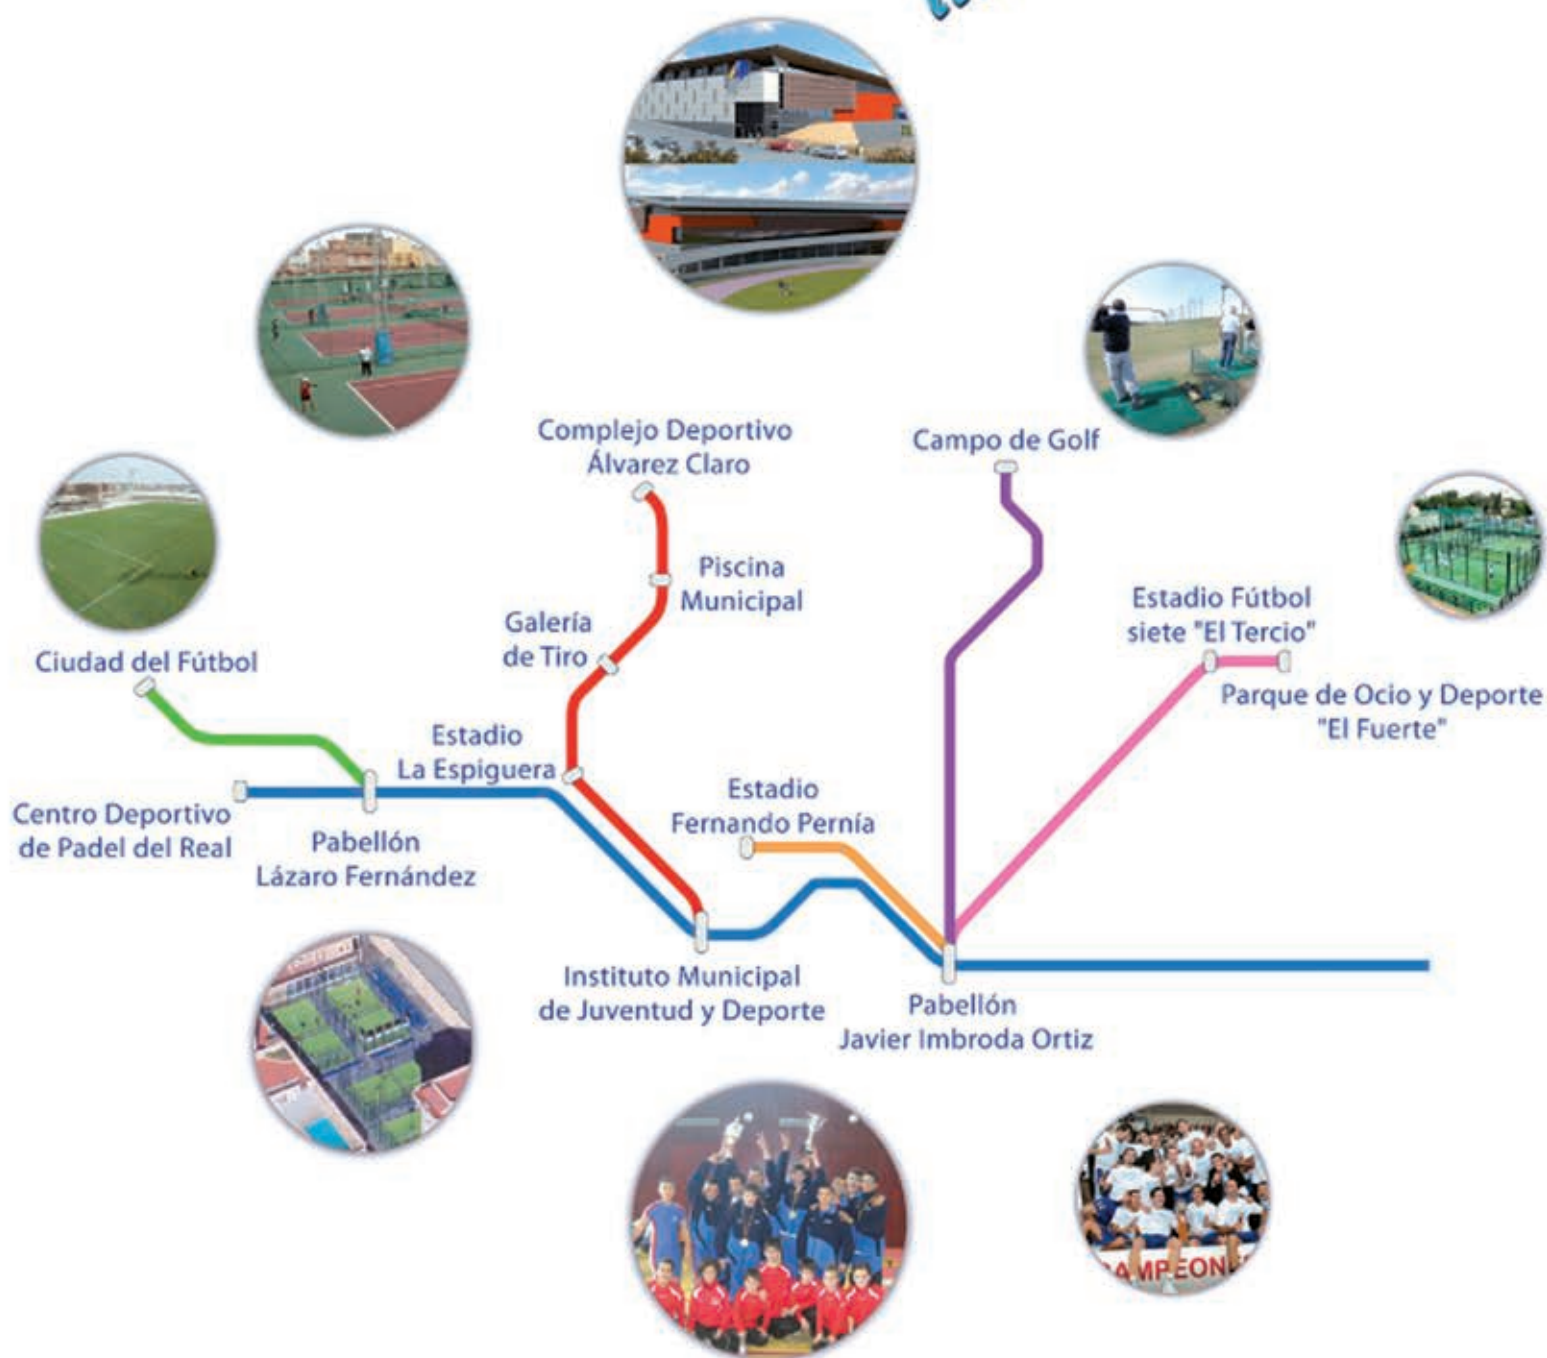 Complejo Deportivo
Álvarez Claro
Campo de Golf
Piscina
Municipal
Galería
de Tiro
Estadio Fútbol
siete "El Tercio"
Ciudad del Fútbol
Parque de Ocio y Deporte
"El Fuerte"
Estadio
La Espiguera
Centro Deportivo
de Padel del Real
Pabellón
Lázaro Fernández
Estadio
Fernando Pernía
Instituto Municipal
de Juventud y Deporte
Pabellón
Javier Imbroda Ortiz
AMPEONE